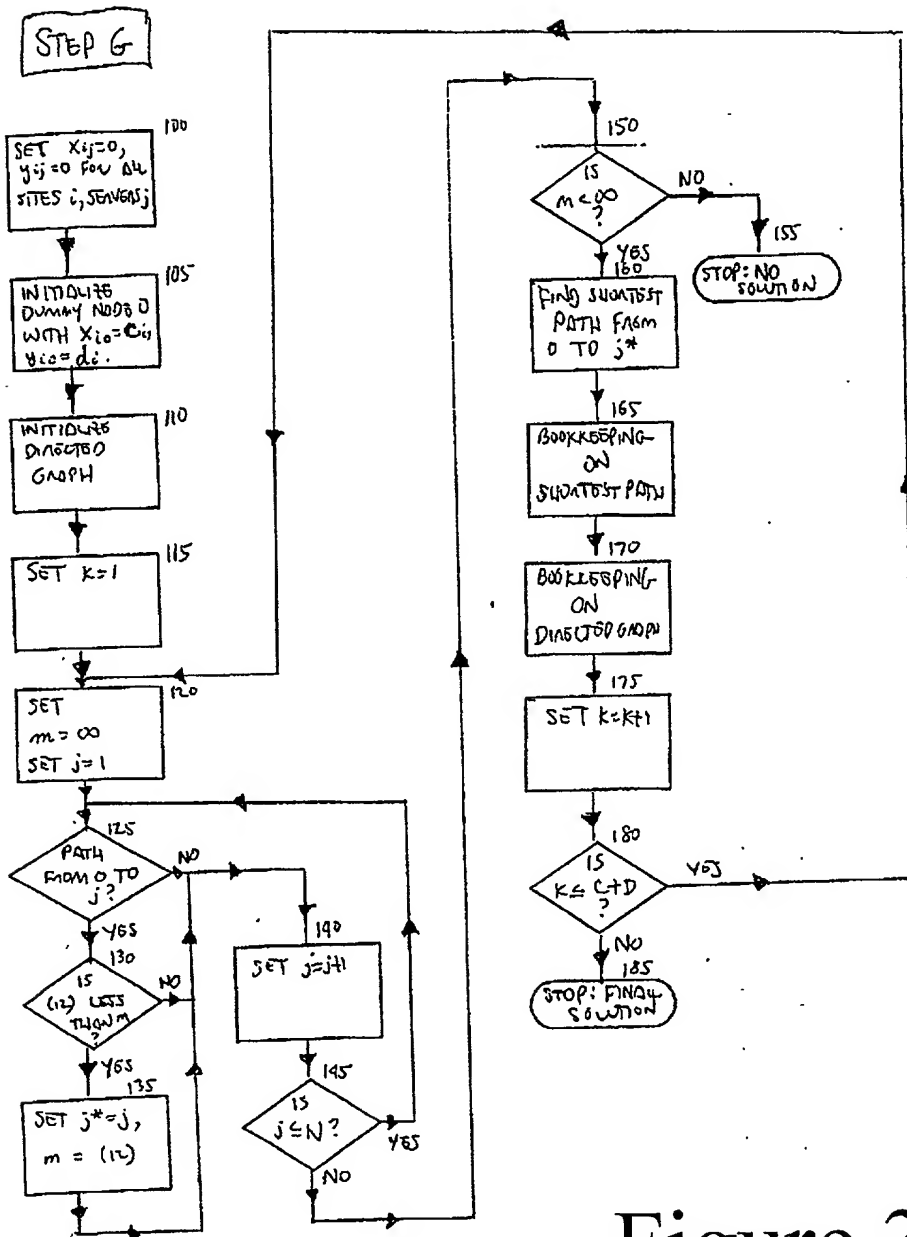 STEP G
100
SET Xij=0,
yij=0 FOR ALL
SITES i, SERVERS j
105
INITIALIZE
DUMMY NODE 0
WITH Xio=Ci,
yio=di.
110
INITIALIZE
DIRECTED
GRAPH
115
SET K=1
120
SET
m=∞
SET j=1
125
PATH
FROM 0 TO
j?
NO
YES
130
IS
(12) LESS
THAN m
?
NO
YES
135
SET j*=j,
m = (12)
140
SET j=j+1
145
IS
j≤N?
YES
NO
150
IS
m<∞
?
NO
155
STOP: NO
SOLUTION
YES
160
FIND SHORTEST
PATH FROM
0 TO j*
165
BOOKKEEPING
ON
SHORTEST PATH
170
BOOKKEEPING
ON
DIRECTED GRAPH
175
SET K=K+1
180
IS
K≤C+D
?
YES
NO
185
STOP: FINAL
SOLUTION
Figure 2